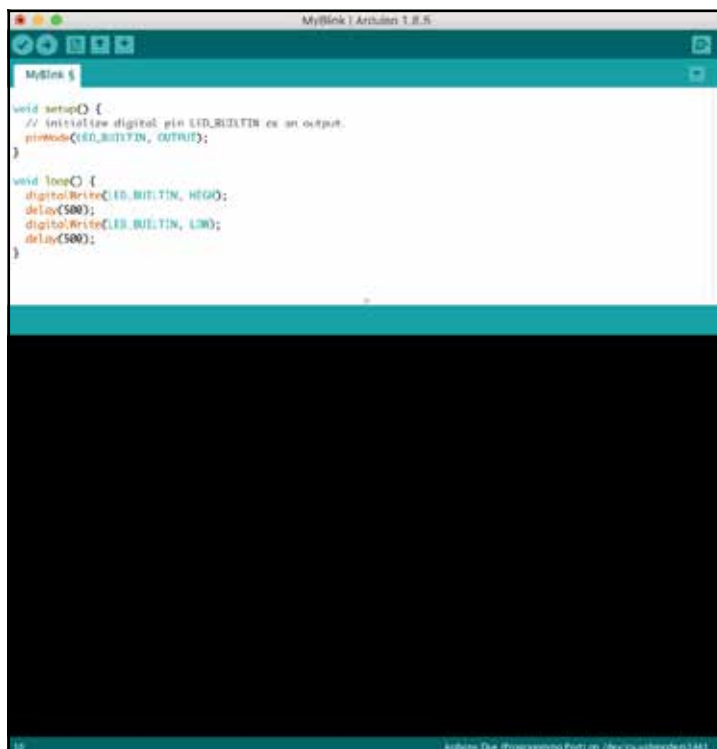 MyBlink | Arduino 1.8.5
MyBlink §
void setup() {
// initialize digital pin LED_BUILTIN as an output.
pinMode(LED_BUILTIN, OUTPUT);
}
void loop() {
digitalWrite(LED_BUILTIN, HIGH);
delay(500);
digitalWrite(LED_BUILTIN, LOW);
delay(500);
}
Arduino Due (Programming Port) on